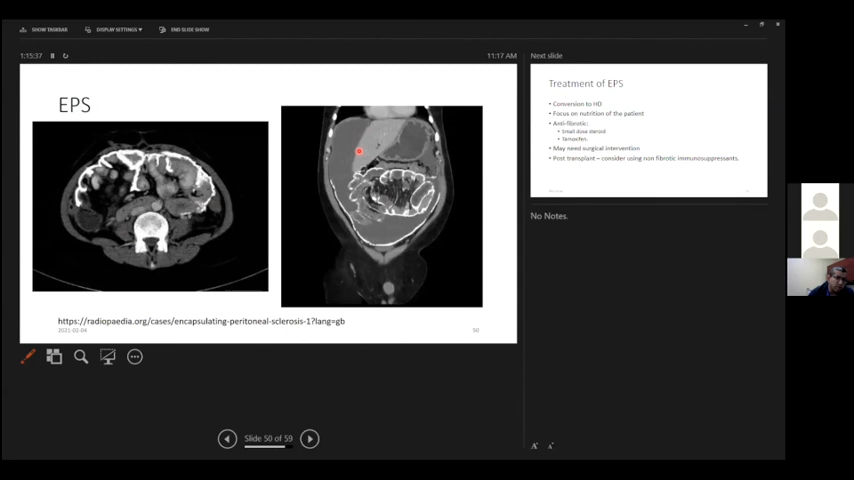 SHOW TASKBAR
DISPLAY SETTINGS ▼
END SLIDE SHOW
1:15:37
11:17 AM
EPS
https://radiopaedia.org/cases/encapsulating-peritoneal-sclerosis-1?lang=gb
2021-02-04
50
Slide 50 of 59
Next slide
Treatment of EPS
• Conversion to HD
• Focus on nutrition of the patient
• Anti-fibrotic:
• Small dose steroid
• Tamoxifen.
• May need surgical intervention
• Post transplant – consider using non fibrotic immunosuppressants.
No Notes.
A
A